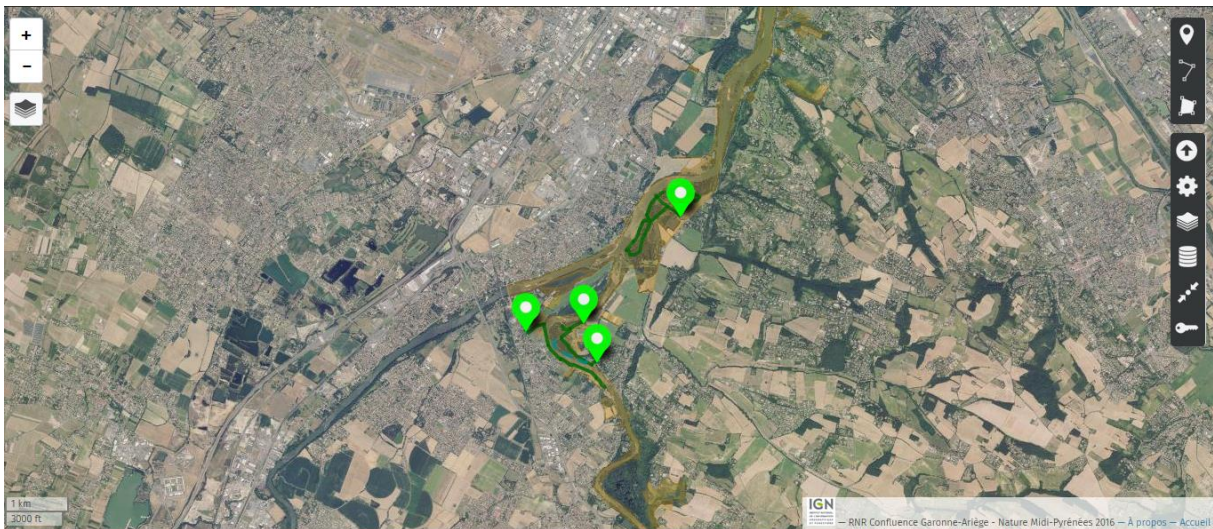 +
−
1 km
3000 ft
IGN
— RNR Confluence Garonne-Ariège - Nature Midi-Pyrénées 2016 — À propos — Accueil